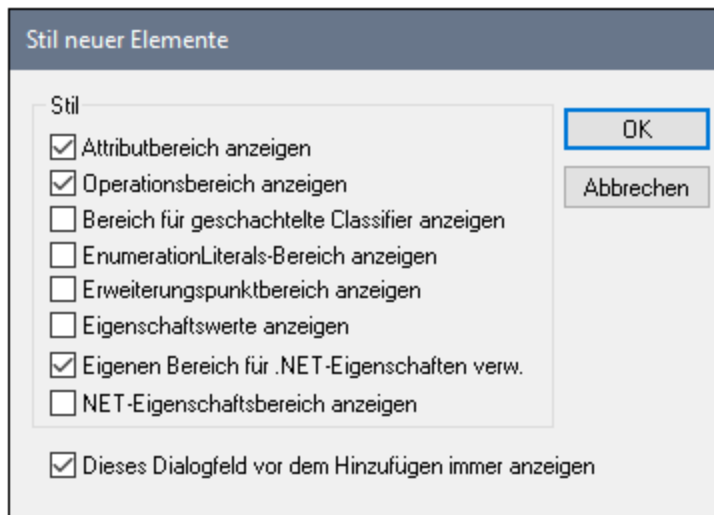 Stil neuer Elemente
Stil
Attributbereich anzeigen
Operationsbereich anzeigen
Bereich für geschachtelte Classifier anzeigen
EnumerationLiterals-Bereich anzeigen
Erweiterungspunktbereich anzeigen
Eigenschaftswerte anzeigen
Eigenen Bereich für .NET-Eigenschaften verw.
NET-Eigenschaftsbereich anzeigen
Dieses Dialogfeld vor dem Hinzufügen immer anzeigen
OK
Abbrechen